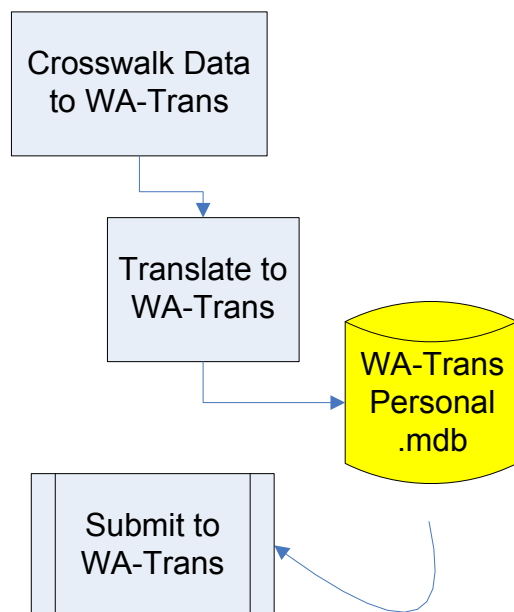 Crosswalk Data
to WA-Trans
Translate to
WA-Trans
WA-Trans
Personal
.mdb
Submit to
WA-Trans